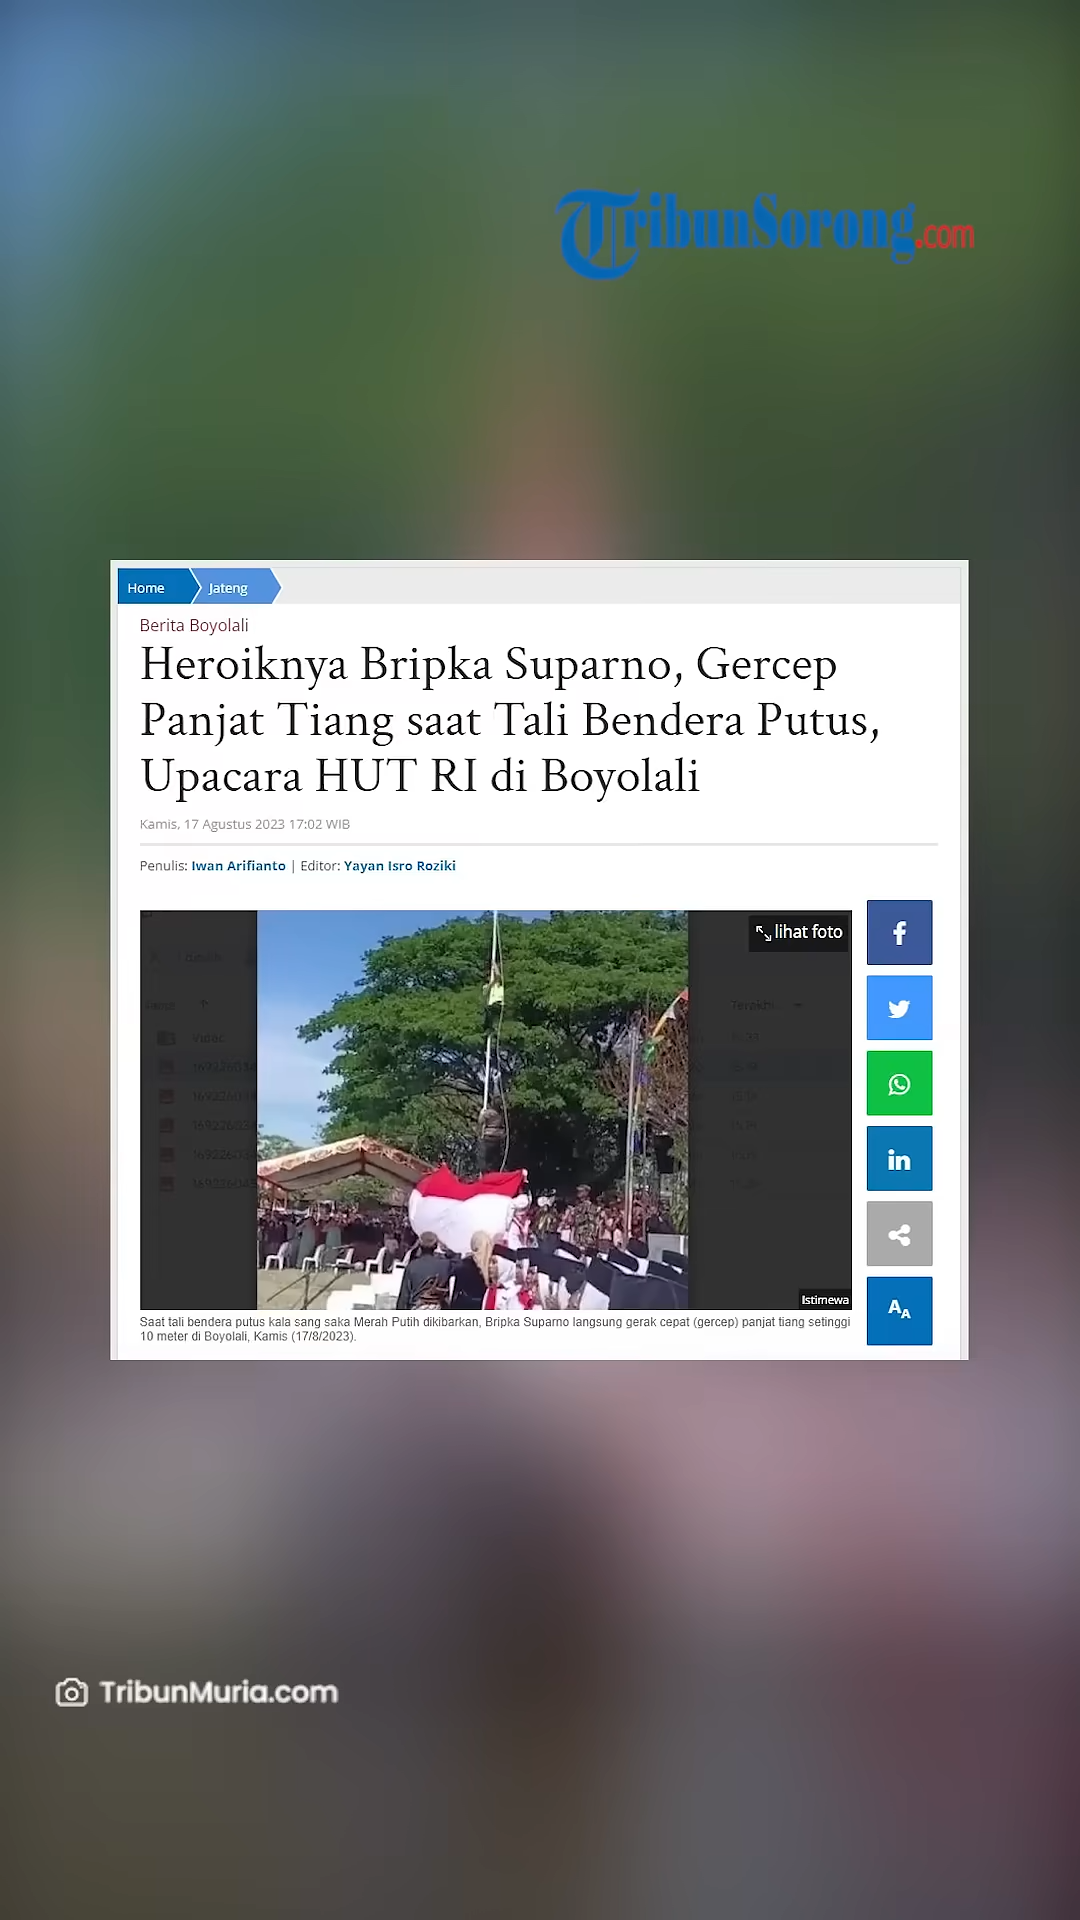 TribunSorong.com
Home
Jateng
Berita Boyolali
Heroiknya Bripka Suparno, Gercep
Panjat Tiang saat Tali Bendera Putus,
Upacara HUT RI di Boyolali
Kamis, 17 Agustus 2023 17:02 WIB
Penulis: Iwan Arifianto | Editor: Yayan Isro Roziki
lihat foto
Istimewa
Saat tali bendera putus kala sang saka Merah Putih dikibarkan, Bripka Suparno langsung gerak cepat (gercep) panjat tiang setinggi
10 meter di Boyolali, Kamis (17/8/2023).
AA
TribunMuria.com